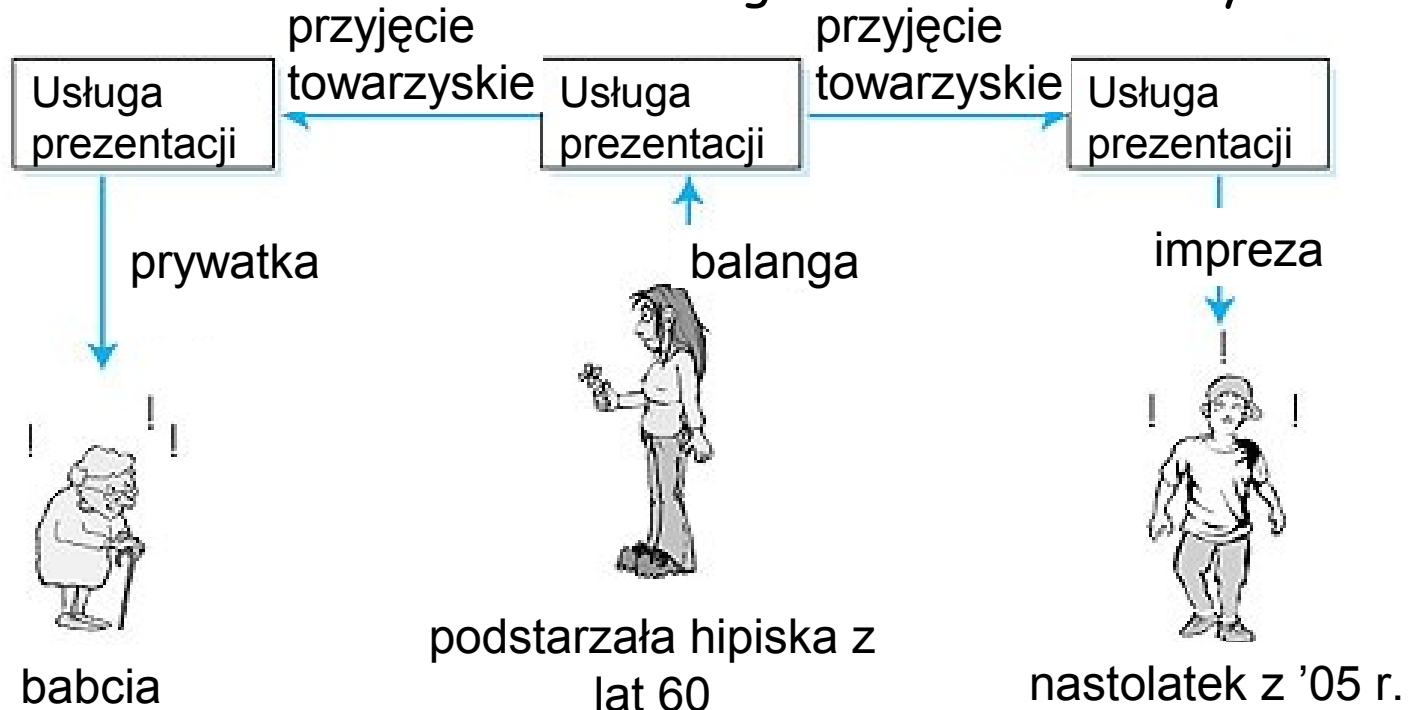 przyjęcie
towarzyskie
przyjęcie
towarzyskie
Usługa
prezentacji
Usługa
prezentacji
Usługa
prezentacji
prywatka
balanga
impreza
!
! ! !
! !
babcia
podstarzała hipiska z
lat 60
nastolatek z ’05 r.